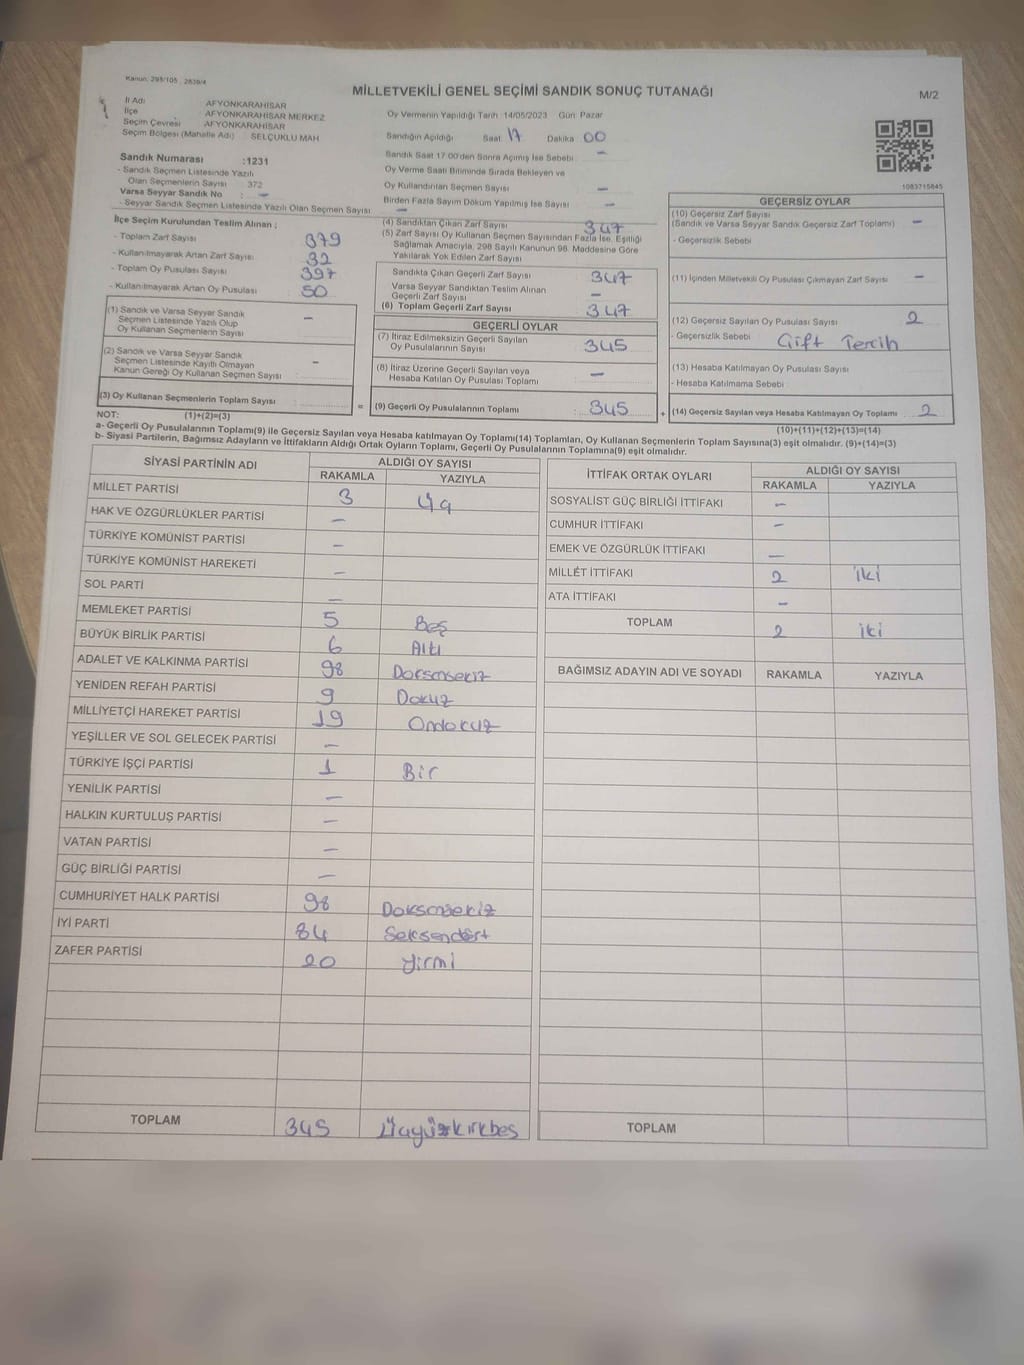 Kanun: 298/105 2839/4
MİLLETVEKİLİ GENEL SEÇİMİ SANDIK SONUÇ TUTANAĞI
M/2
İl Adı AFYONKARAHİSAR
İlçe AFYONKARAHİSAR MERKEZ
Seçim Çevresi AFYONKARAHİSAR
Seçim Bölgesi (Mahalle Adı) SELÇUKLU MAH
Oy Vermenin Yapıldığı Tarih 14/05/2023 Gün: Pazar
Sandığın Açıldığı Saat 17 Dakika 00
Sandık Saat 17:00'den Sonra Açılmış İse Sebebi -
Oy Verme Saati Bitiminde Sırada Bekleyen ve
Oy Kullandırılan Seçmen Sayısı -
Birden Fazla Sayım Döküm Yapılmış İse Sayısı -
1083715645
Sandık Numarası :1231
- Sandık Seçmen Listesinde Yazılı
Olan Seçmenlerin Sayısı 372
Varsa Seyyar Sandık No : -
- Seyyar Sandık Seçmen Listesinde Yazılı Olan Seçmen Sayısı -
İlçe Seçim Kurulundan Teslim Alınan ;
- Toplam Zarf Sayısı 379
- Kullanılmayarak Artan Zarf Sayısı 32
- Toplam Oy Pusulası Sayısı 397
- Kullanılmayarak Artan Oy Pusulası 50
(1) Sandık ve Varsa Seyyar Sandık
Seçmen Listesinde Yazılı Olup
Oy Kullanan Seçmenlerin Sayısı -
(2) Sandık ve Varsa Seyyar Sandık
Seçmen Listesinde Kayıtlı Olmayan
Kanun Gereği Oy Kullanan Seçmen Sayısı : -
(3) Oy Kullanan Seçmenlerin Toplam Sayısı :
(1)+(2)=(3)
(4) Sandıktan Çıkan Zarf Sayısı 347
(5) Zarf Sayısı Oy Kullanan Seçmen Sayısından Fazla İse, Eşitliği
Sağlamak Amacıyla, 298 Sayılı Kanunun 98. Maddesine Göre
Yakılarak Yok Edilen Zarf Sayısı
Sandıkta Çıkan Geçerli Zarf Sayısı 347
Varsa Seyyar Sandıktan Teslim Alınan
Geçerli Zarf Sayısı -
(6) Toplam Geçerli Zarf Sayısı 347
GEÇERLİ OYLAR
(7) İtiraz Edilmeksizin Geçerli Sayılan
Oy Pusulalarının Sayısı 345
(8) İtiraz Üzerine Geçerli Sayılan veya
Hesaba Katılan Oy Pusulası Toplamı -
= (9) Geçerli Oy Pusulalarının Toplamı : 345
GEÇERSİZ OYLAR
(10) Geçersiz Zarf Sayısı
(Sandık ve Varsa Seyyar Sandık Geçersiz Zarf Toplamı) -
- Geçersizlik Sebebi
(11) İçinden Milletvekili Oy Pusulası Çıkmayan Zarf Sayısı -
(12) Geçersiz Sayılan Oy Pusulası Sayısı 2
- Geçersizlik Sebebi Çift Tercih
(13) Hesaba Katılmayan Oy Pusulası Sayısı
- Hesaba Katılmama Sebebi
+ (14) Geçersiz Sayılan veya Hesaba Katılmayan Oy Toplamı 2
(10)+(11)+(12)+(13)=(14)
NOT:
a- Geçerli Oy Pusulalarının Toplamı(9) ile Geçersiz Sayılan veya Hesaba katılmayan Oy Toplamı(14) Toplamları, Oy Kullanan Seçmenlerin Toplam Sayısına(3) eşit olmalıdır. (9)+(14)=(3)
b- Siyasi Partilerin, Bağımsız Adayların ve İttifakların Aldığı Ortak Oyların Toplamı, Geçerli Oy Pusulalarının Toplamına(9) eşit olmalıdır.
SİYASİ PARTİNİN ADI ALDIĞI OY SAYISI
RAKAMLA YAZIYLA
MİLLET PARTİSİ 3 Üç
HAK VE ÖZGÜRLÜKLER PARTİSİ -
TÜRKİYE KOMÜNİST PARTİSİ -
TÜRKİYE KOMÜNİST HAREKETİ -
SOL PARTİ -
MEMLEKET PARTİSİ 5 Beş
BÜYÜK BİRLİK PARTİSİ 6 Altı
ADALET VE KALKINMA PARTİSİ 98 Doksansekiz
YENİDEN REFAH PARTİSİ 9 Dokuz
MİLLİYETÇİ HAREKET PARTİSİ 19 Ondokuz
YEŞİLLER VE SOL GELECEK PARTİSİ -
TÜRKİYE İŞÇİ PARTİSİ 1 Bir
YENİLİK PARTİSİ -
HALKIN KURTULUŞ PARTİSİ -
VATAN PARTİSİ -
GÜÇ BİRLİĞİ PARTİSİ -
CUMHURİYET HALK PARTİSİ 98 Doksansekiz
İYİ PARTİ 84 Seksendört
ZAFER PARTİSİ 20 Yirmi
TOPLAM 345 Üçyüzkırkbeş
İTTİFAK ORTAK OYLARI ALDIĞI OY SAYISI
RAKAMLA YAZIYLA
SOSYALİST GÜÇ BİRLİĞİ İTTİFAKI -
CUMHUR İTTİFAKI -
EMEK VE ÖZGÜRLÜK İTTİFAKI -
MİLLET İTTİFAKI 2 iki
ATA İTTİFAKI -
TOPLAM 2 iki
BAĞIMSIZ ADAYIN ADI VE SOYADI RAKAMLA YAZIYLA
TOPLAM